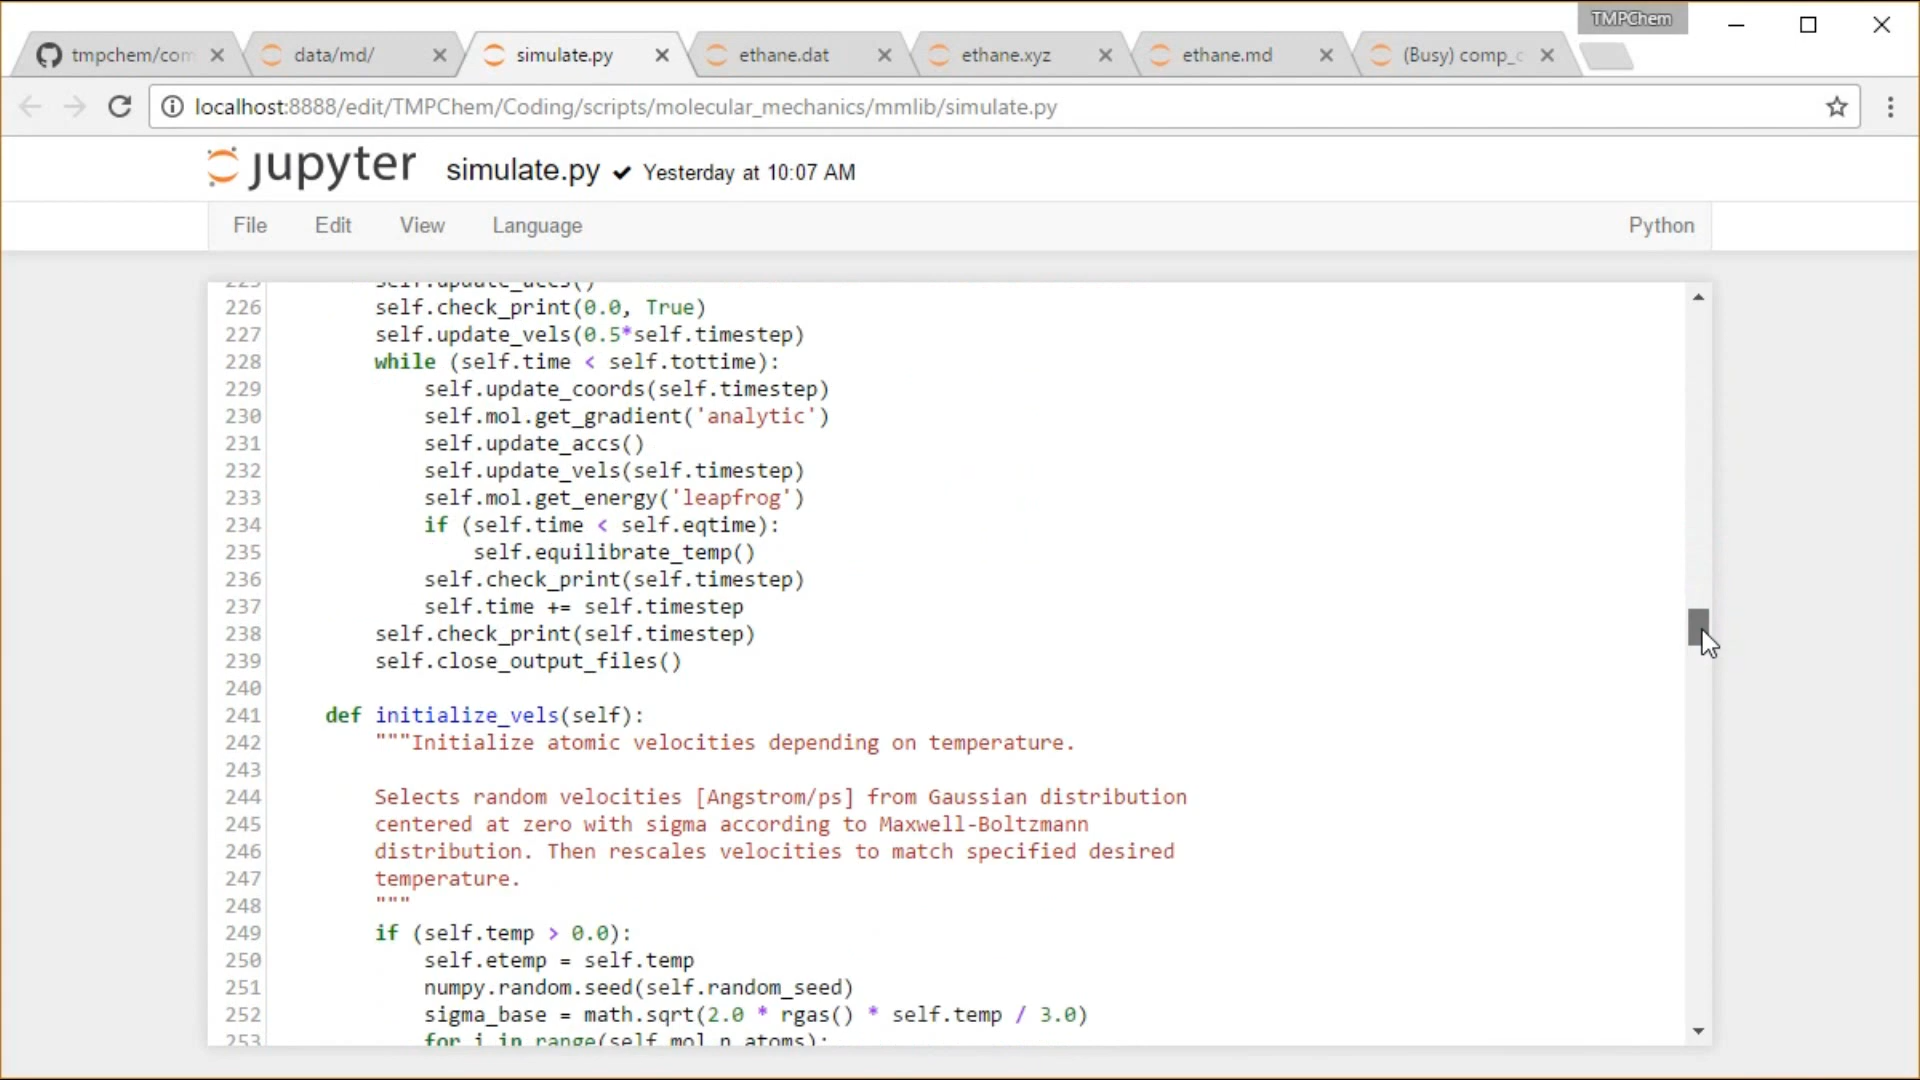 TMPChem
tmpchem/com
data/md/
simulate.py
ethane.dat
ethane.xyz
ethane.md
(Busy) comp_c
localhost:8888/edit/TMPChem/Coding/scripts/molecular_mechanics/mmlib/simulate.py
jupyter simulate.py ✔ Yesterday at 10:07 AM
File Edit View Language Python
225 self.update_accs()
226 self.check_print(0.0, True)
227 self.update_vels(0.5*self.timestep)
228 while (self.time < self.tottime):
229 self.update_coords(self.timestep)
230 self.mol.get_gradient('analytic')
231 self.update_accs()
232 self.update_vels(self.timestep)
233 self.mol.get_energy('leapfrog')
234 if (self.time < self.eqtime):
235 self.equilibrate_temp()
236 self.check_print(self.timestep)
237 self.time += self.timestep
238 self.check_print(self.timestep)
239 self.close_output_files()
240
241 def initialize_vels(self):
242 """Initialize atomic velocities depending on temperature.
243
244 Selects random velocities [Angstrom/ps] from Gaussian distribution
245 centered at zero with sigma according to Maxwell-Boltzmann
246 distribution. Then rescales velocities to match specified desired
247 temperature.
248 """
249 if (self.temp > 0.0):
250 self.etemp = self.temp
251 numpy.random.seed(self.random_seed)
252 sigma_base = math.sqrt(2.0 * rgas() * self.temp / 3.0)
253 for i in range(self.mol.n_atoms):